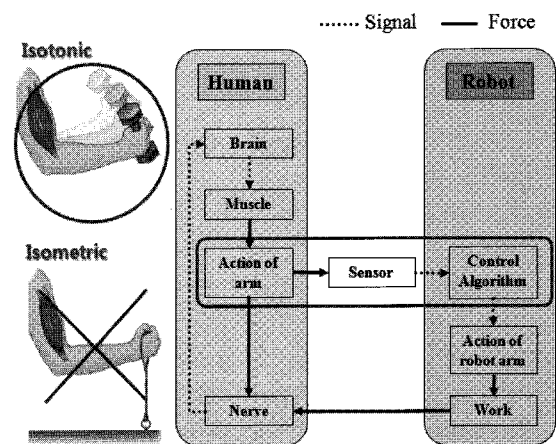 Signal
Force
Isotonic
Human
Robot
Brain
Muscle
Isometric
Action of
arm
Sensor
Control
Algorithm
Action of
robot arm
Nerve
Work